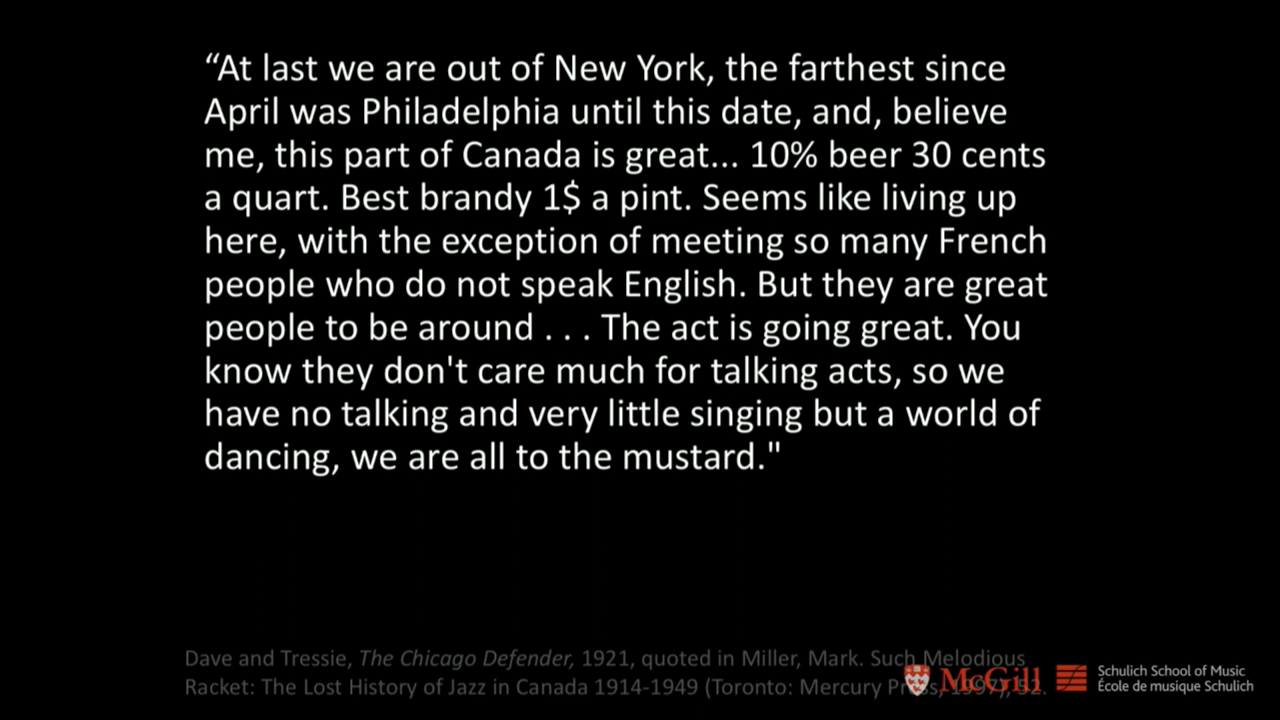 “At last we are out of New York, the farthest since
April was Philadelphia until this date, and, believe
me, this part of Canada is great... 10% beer 30 cents
a quart. Best brandy 1$ a pint. Seems like living up
here, with the exception of meeting so many French
people who do not speak English. But they are great
people to be around . . . The act is going great. You
know they don't care much for talking acts, so we
have no talking and very little singing but a world of
dancing, we are all to the mustard."
Dave and Tressie, The Chicago Defender, 1921, quoted in Miller, Mark. Such Melodious
Racket: The Lost History of Jazz in Canada 1914-1949 (Toronto: Mercury
McGill
Schulich School of Music
École de musique Schulich